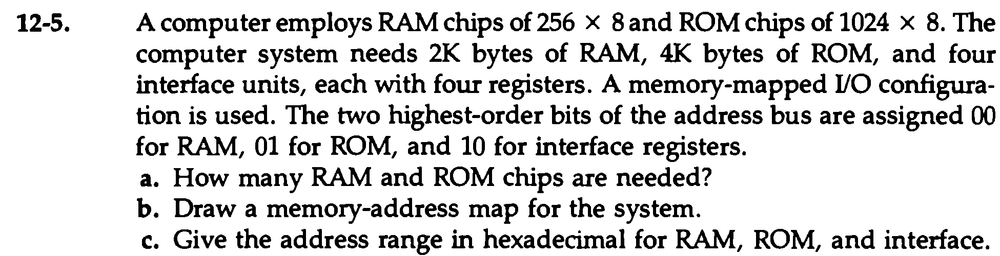 12-5. A computer employs RAM chips of 256 × 8 and ROM chips of 1024 × 8. The
computer system needs 2K bytes of RAM, 4K bytes of ROM, and four
interface units, each with four registers. A memory-mapped I/O configura-
tion is used. The two highest-order bits of the address bus are assigned 00
for RAM, 01 for ROM, and 10 for interface registers.
a. How many RAM and ROM chips are needed?
b. Draw a memory-address map for the system.
c. Give the address range in hexadecimal for RAM, ROM, and interface.